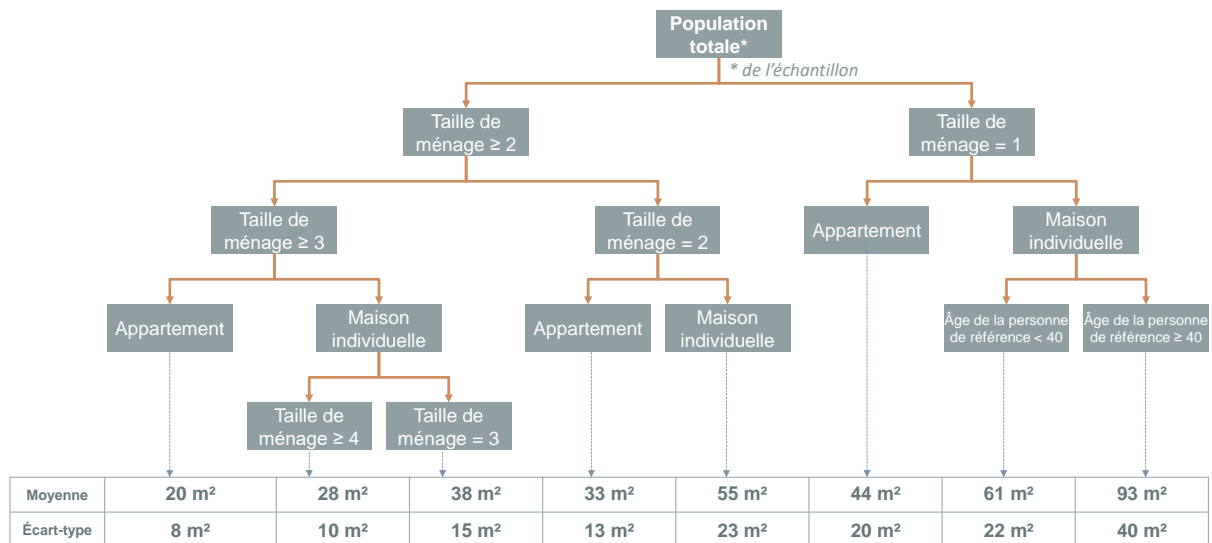 Population
totale*
* de l'échantillon
Taille de
ménage ≥ 2
Taille de
ménage = 1
Taille de
ménage ≥ 3
Taille de
ménage = 2
Appartement
Maison
individuelle
Appartement
Maison
individuelle
Appartement
Maison
individuelle
Âge de la personne
de référence < 40
Âge de la personne
de référence ≥ 40
Taille de
ménage ≥ 4
Taille de
ménage = 3
Moyenne 20 m² 28 m² 38 m² 33 m² 55 m² 44 m² 61 m² 93 m²
Écart-type 8 m² 10 m² 15 m² 13 m² 23 m² 20 m² 22 m² 40 m²